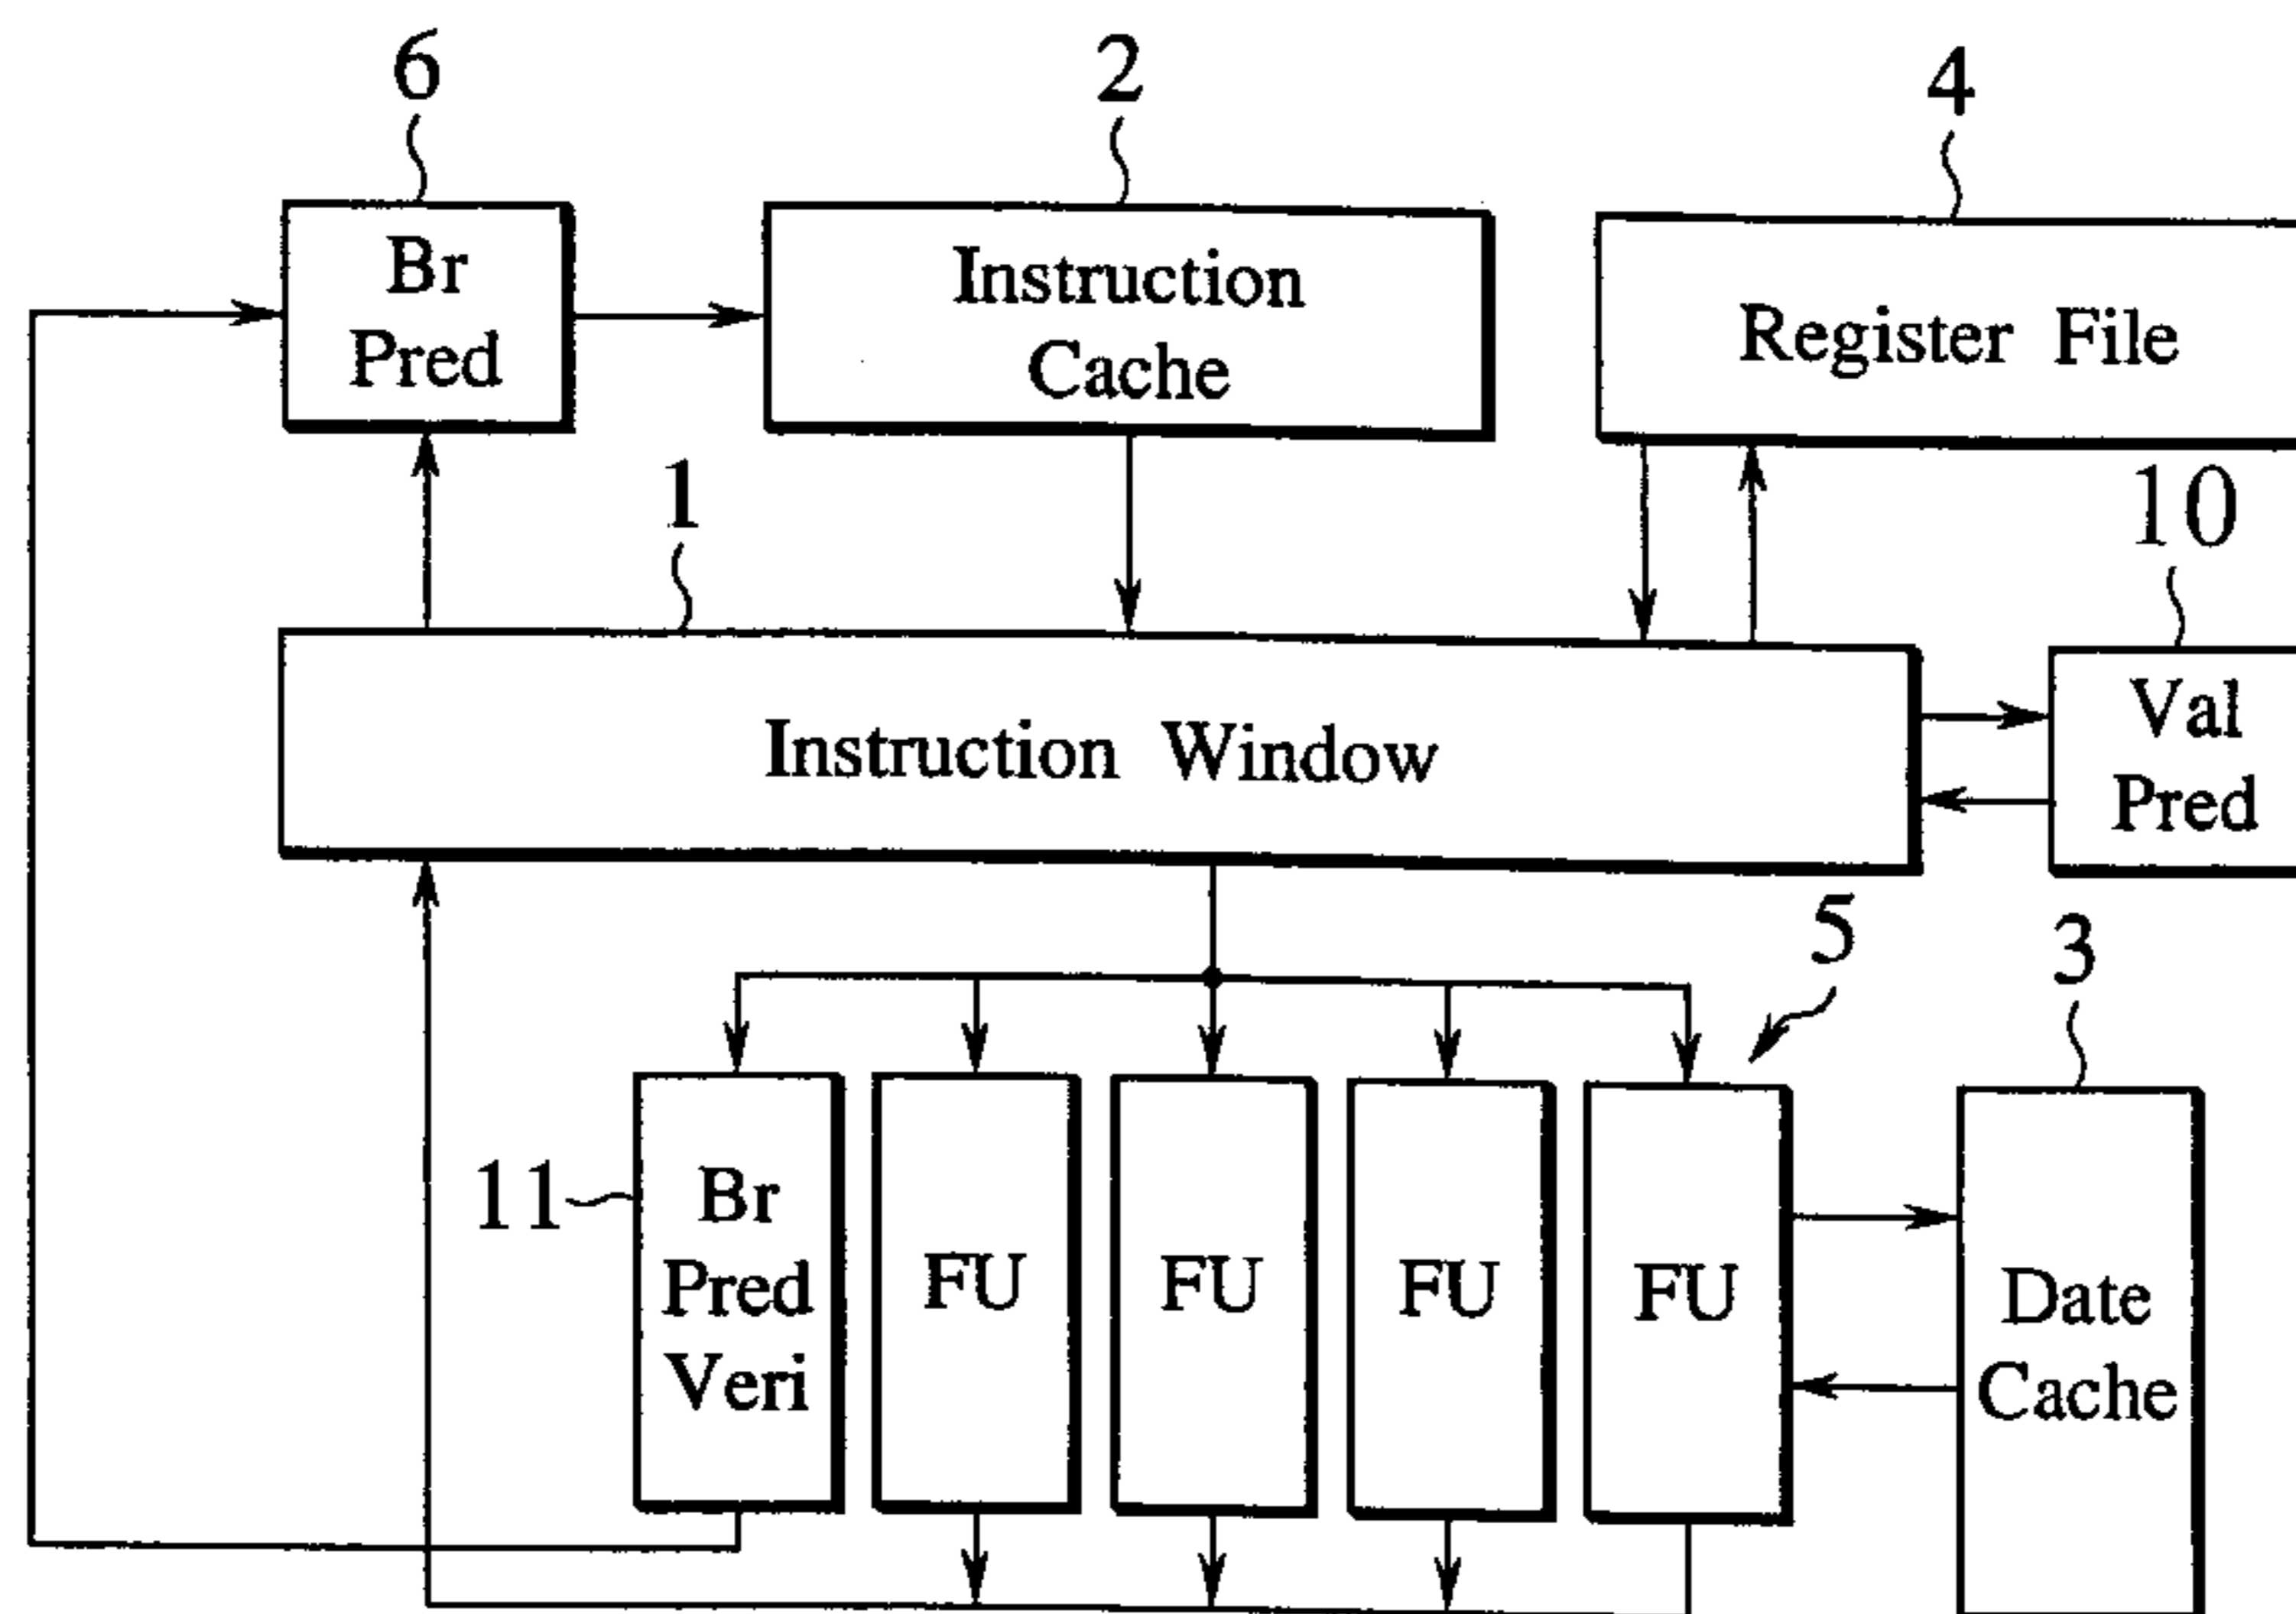 6
2
4
Br
Pred
Instruction
Cache
Register File
1
10
Instruction Window
Val
Pred
5
3
11
Br
Pred
Veri
FU
FU
FU
FU
Date
Cache